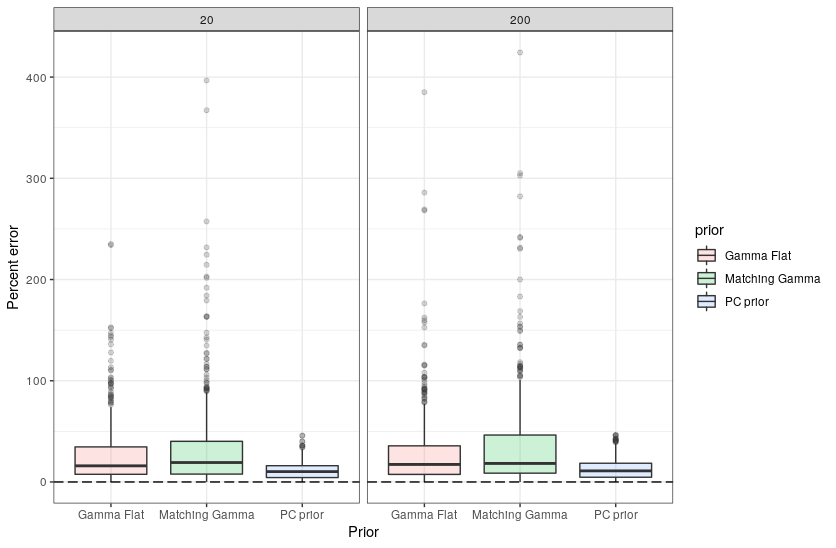 20
200
Percent error
400
300
200
100
0
Gamma Flat
Matching Gamma
PC prior
Gamma Flat
Matching Gamma
PC prior
Prior
prior
Gamma Flat
Matching Gamma
PC prior